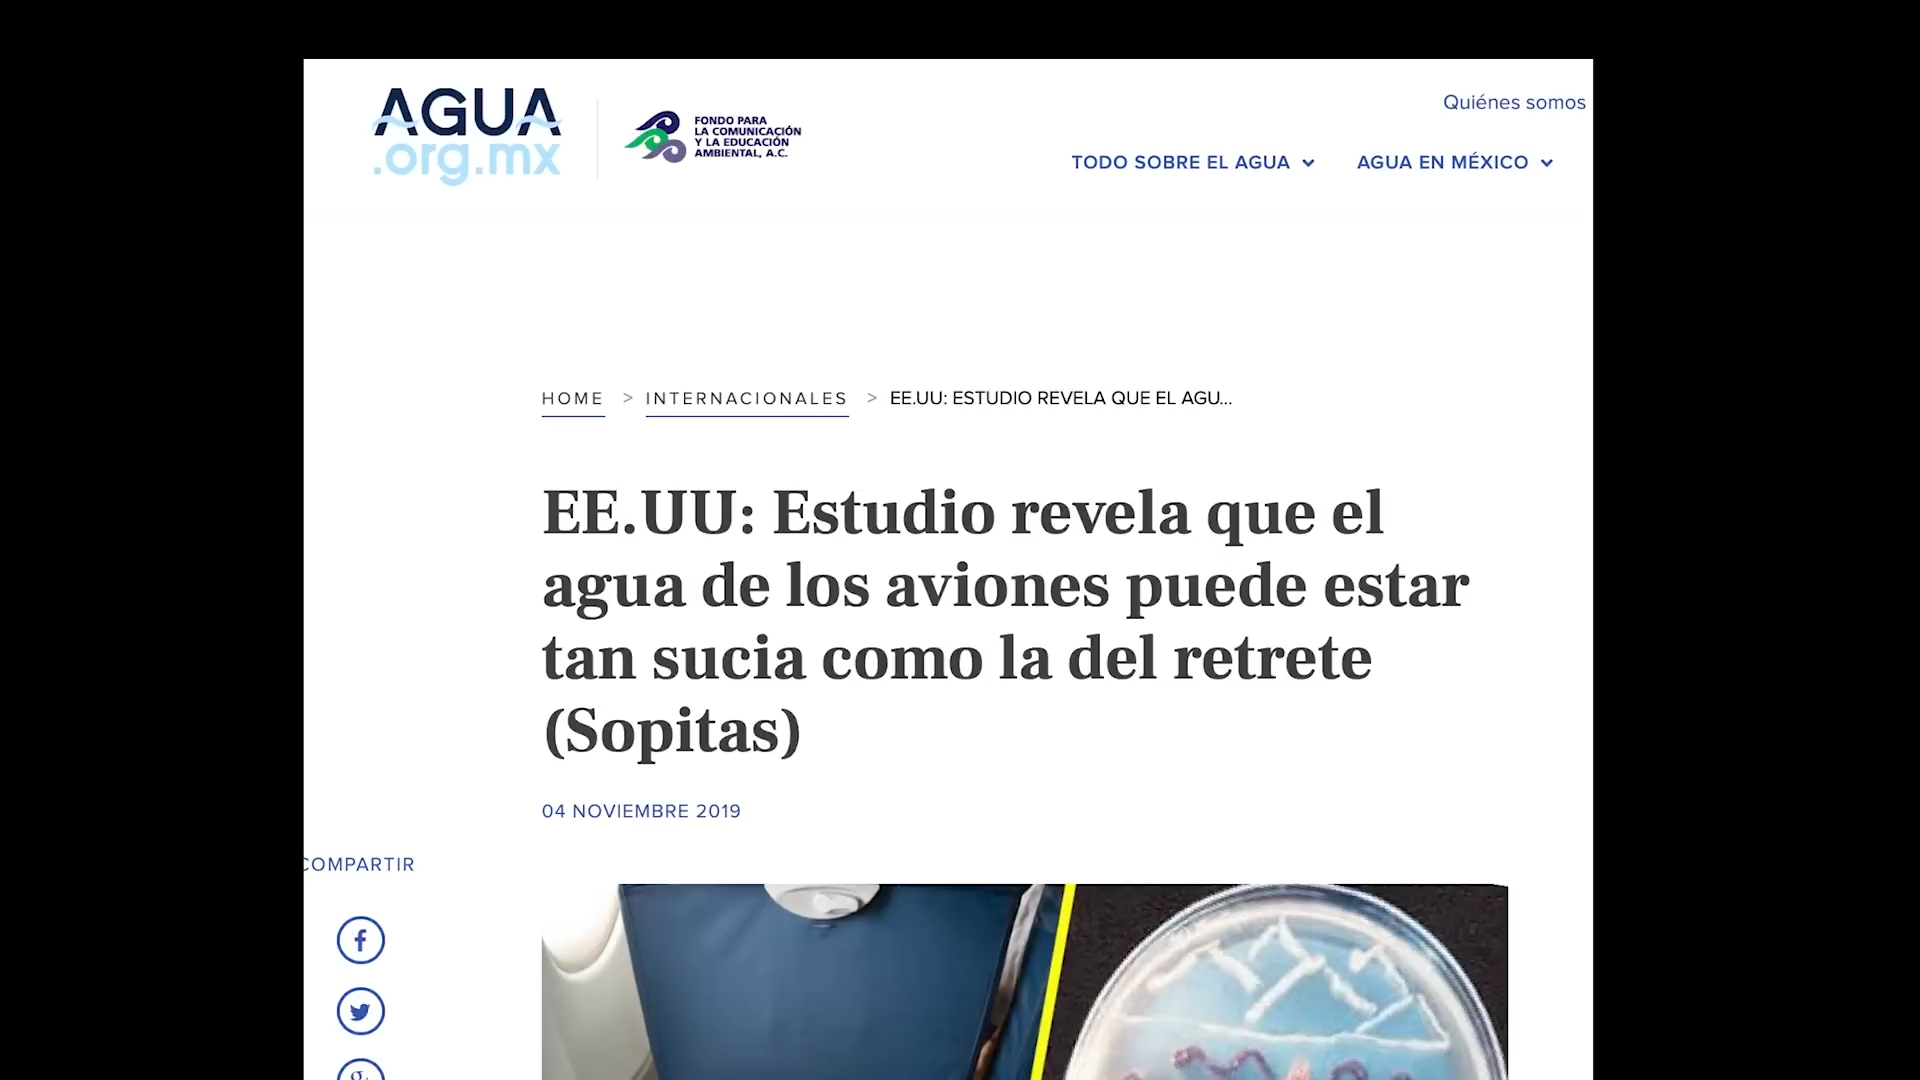 AGUA
.org.mx
FONDO PARA
LA COMUNICACIÓN
Y LA EDUCACIÓN
AMBIENTAL, A.C.
Quiénes somos
TODO SOBRE EL AGUA
AGUA EN MÉXICO
HOME > INTERNACIONALES > EE.UU: ESTUDIO REVELA QUE EL AGU...
EE.UU: Estudio revela que el
agua de los aviones puede estar
tan sucia como la del retrete
(Sopitas)
04 NOVIEMBRE 2019
COMPARTIR